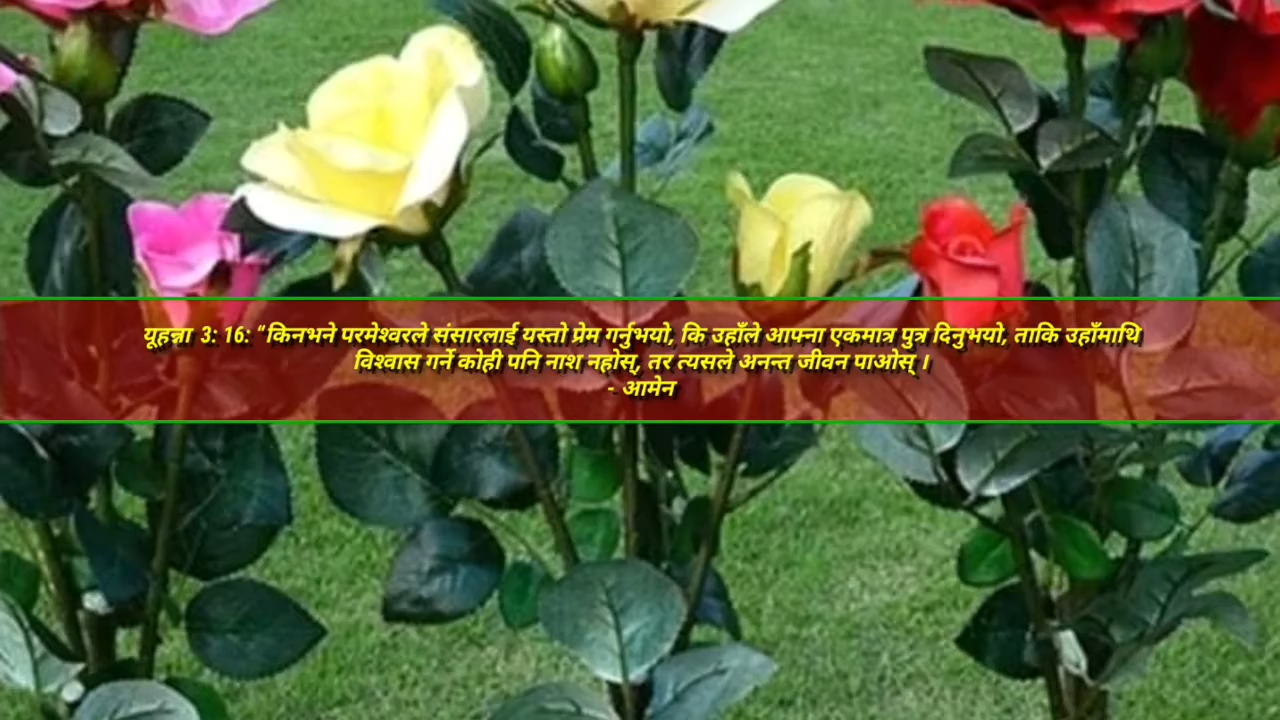 यूहन्ना 3: 16: “किनभने परमेश्वरले संसारलाई यस्तो प्रेम गर्नुभयो, कि उहाँले आफ्ना एकमात्र पुत्र दिनुभयो, ताकि उहाँमाथि
विश्वास गर्ने कोही पनि नाश नहोस्, तर त्यसले अनन्त जीवन पाओस् ।
- आमेन